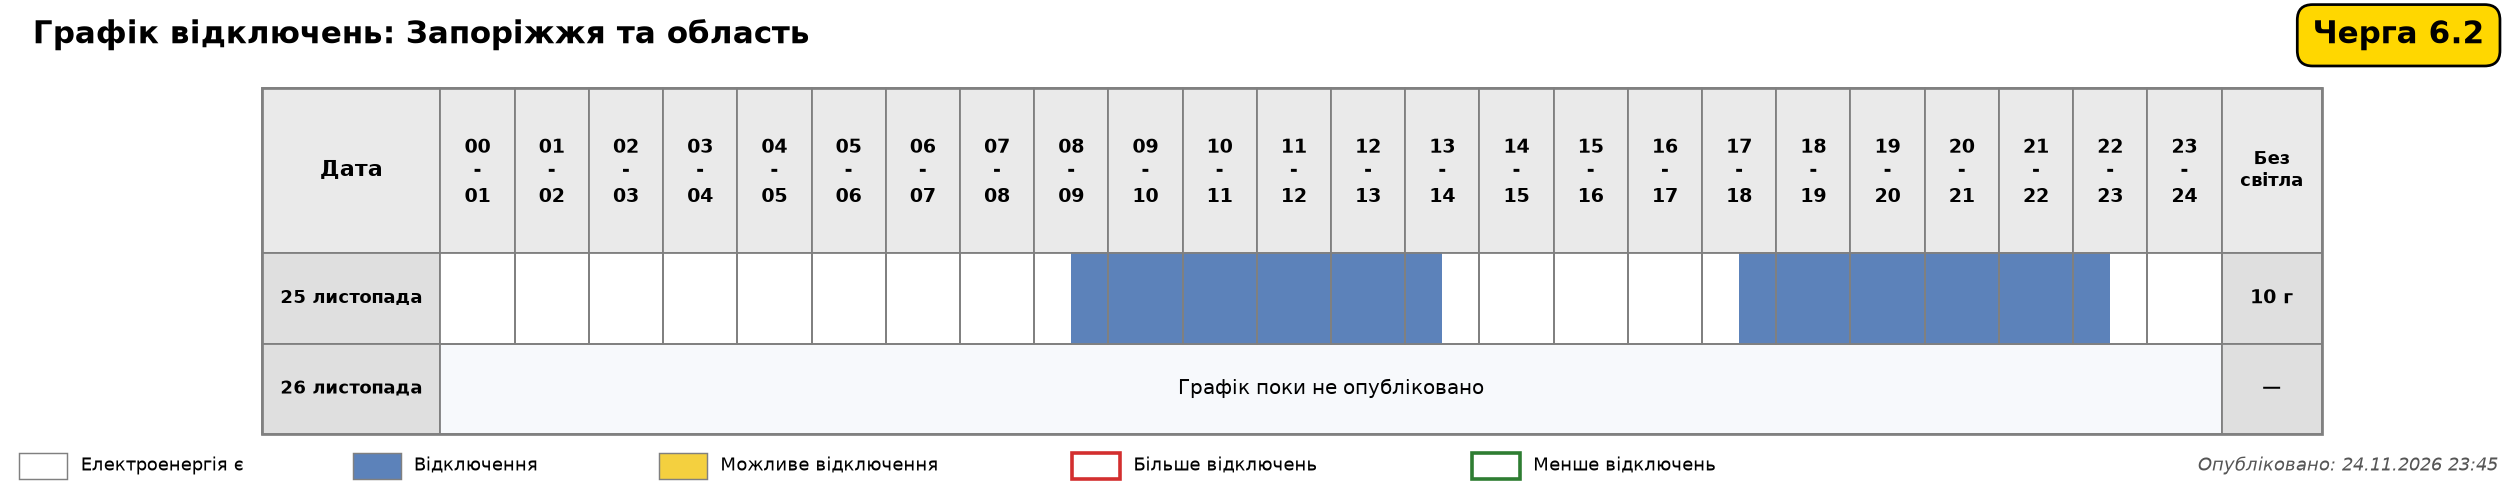 Графік відключень: Запоріжжя та область
Черга 6.2
Дата
00 - 01
01 - 02
02 - 03
03 - 04
04 - 05
05 - 06
06 - 07
07 - 08
08 - 09
09 - 10
10 - 11
11 - 12
12 - 13
13 - 14
14 - 15
15 - 16
16 - 17
17 - 18
18 - 19
19 - 20
20 - 21
21 - 22
22 - 23
23 - 24
Без
світла
25 листопада
10 г
26 листопада
Графік поки не опубліковано
—
Електроенергія є
Відключення
Можливе відключення
Більше відключень
Менше відключень
Опубліковано: 24.11.2026 23:45